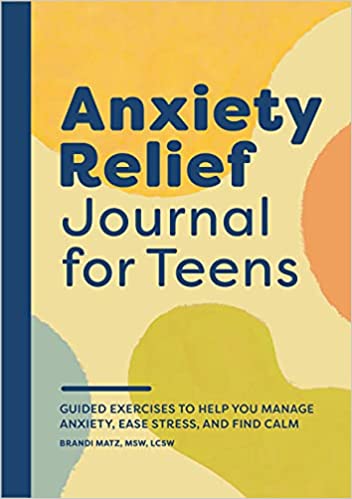 Anxiety
Relief
Journal
for Teens
GUIDED EXERCISES TO HELP YOU MANAGE
ANXIETY, EASE STRESS, AND FIND CALM
BRANDI MATZ, MSW, LCSW